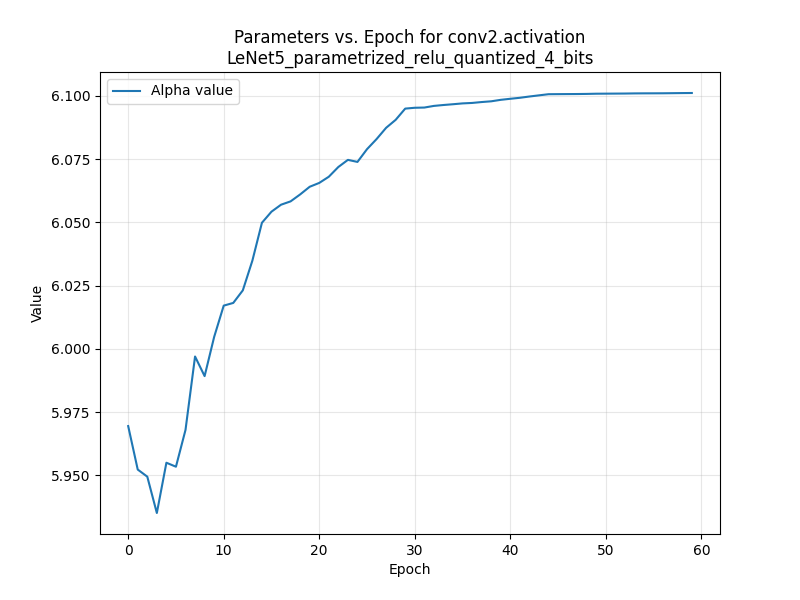 Parameters vs. Epoch for conv2.activation
LeNet5_parametrized_relu_quantized_4_bits
Alpha value
6.100
6.075
6.050
6.025
6.000
5.975
5.950
Value
0 10 20 30 40 50 60
Epoch